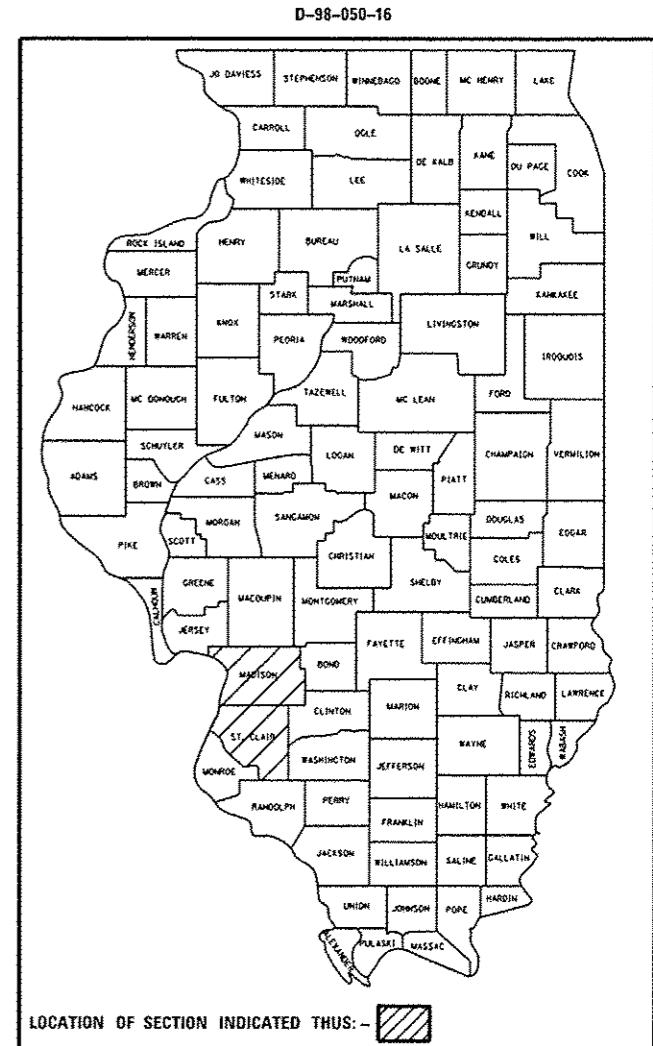 D-98-050-16
JO DAVIESS STEPHENSON WINNEBAGO BOONE MC HENRY LAKE
CARROLL OGLE
DE KALB KANE DU PAGE COOK
WHITESIDE LEE
KENDALL WILL
ROCK ISLAND HENRY BUREAU LA SALLE GRUNDY
MERCER PUTNAM KANKAKEE
STARK MARSHALL
HENDERSON WARREN KNOX PEORIA WOODFORD LIVINGSTON IROQUOIS
HANCOCK MC DONOUGH FULTON TAZEWELL MC LEAN FORD
MASON
SCHUYLER LOGAN DE WITT CHAMPAIGN VERMILION
ADAMS BROWN CASS MENARD PIATT
MACON
MORGAN SANGAMON DOUGLAS EDGAR
PIKE SCOTT CHRISTIAN MOULTRIE COLES
GREENE MACOUPIN MONTGOMERY SHELBY CUMBERLAND CLARK
CALHOUN JERSEY
FAYETTE EFFINGHAM JASPER CRAWFORD
MADISON BOND
CLAY RICHLAND LAWRENCE
CLINTON MARION
ST. CLAIR WAYNE EDWARDS WABASH
MONROE WASHINGTON JEFFERSON
RANDOLPH PERRY HAMILTON WHITE
FRANKLIN
JACKSON WILLIAMSON SALINE GALLATIN
UNION JOHNSON POPE HARDIN
ALEXANDER PULASKI MASSAC
LOCATION OF SECTION INDICATED THUS: -